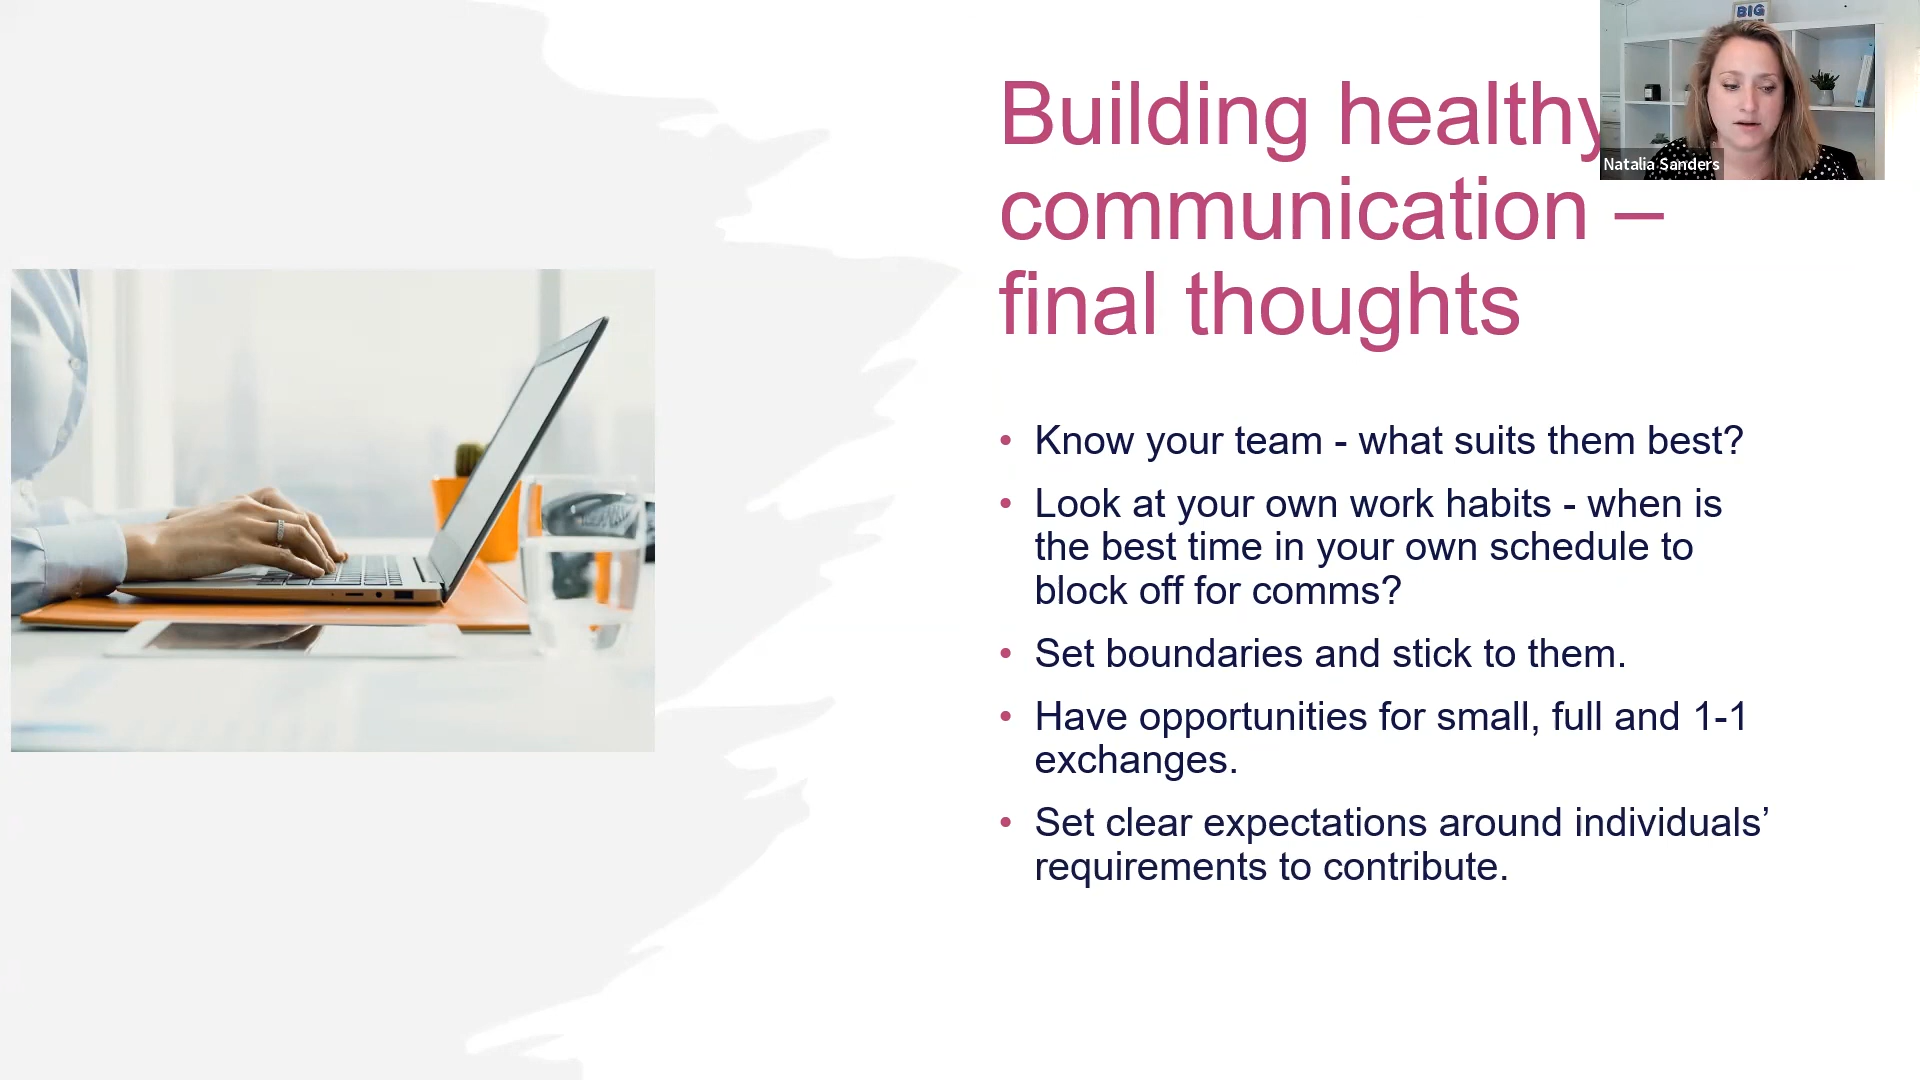 BIG
Building healthy
Natalia Sanders
communication –
final thoughts
• Know your team - what suits them best?
• Look at your own work habits - when is
the best time in your own schedule to
block off for comms?
• Set boundaries and stick to them.
• Have opportunities for small, full and 1-1
exchanges.
• Set clear expectations around individuals’
requirements to contribute.